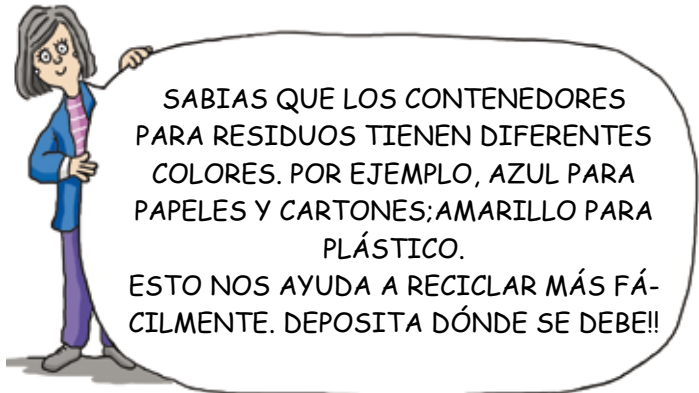 SABIAS QUE LOS CONTENEDORES
PARA RESIDUOS TIENEN DIFERENTES
COLORES. POR EJEMPLO, AZUL PARA
PAPELES Y CARTONES;AMARILLO PARA
PLÁSTICO.
ESTO NOS AYUDA A RECICLAR MÁS FÁ-
CILMENTE. DEPOSITA DÓNDE SE DEBE!!